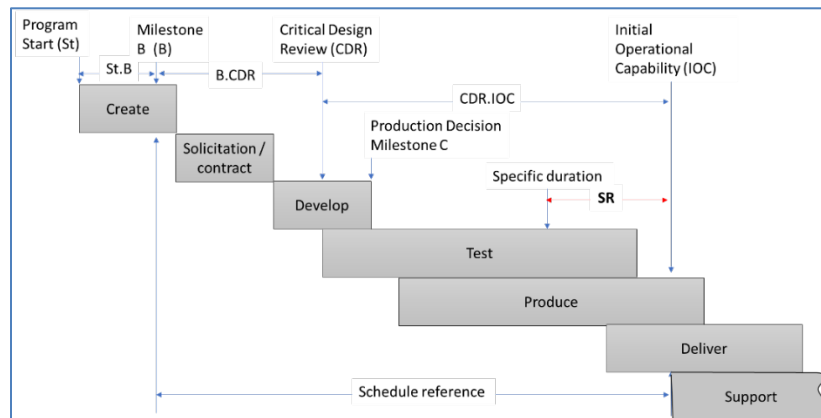 Program
Start (St)
Milestone
B (B)
Critical Design
Review (CDR)
Initial
Operational
Capability (IOC)
St.B
B.CDR
CDR.IOC
Create
Production Decision
Milestone C
Solicitation /
contract
Specific duration
SR
Develop
Test
Produce
Deliver
Schedule reference
Support